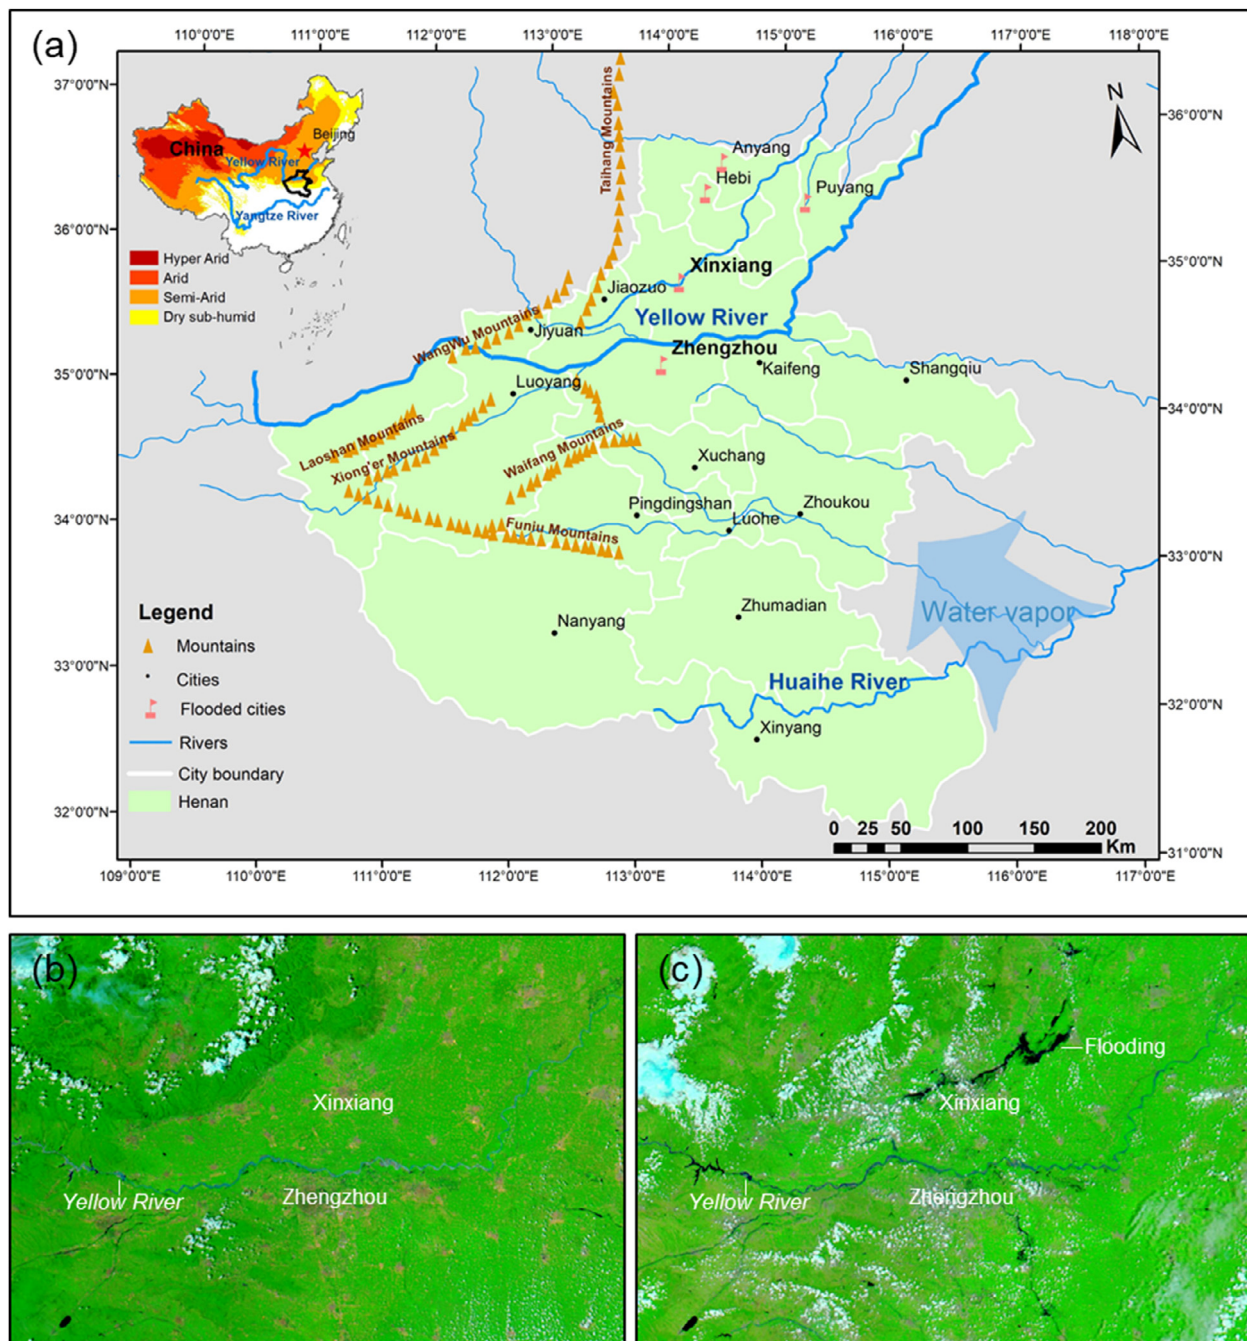 (a)
110°0'0"E
111°0'0"E
112°0'0"E
113°0'0"E
114°0'0"E
115°0'0"E
116°0'0"E
117°0'0"E
118°0'0"E
37°0'0"N
36°0'0"N
35°0'0"N
34°0'0"N
33°0'0"N
32°0'0"N
36°0'0"N
35°0'0"N
34°0'0"N
33°0'0"N
32°0'0"N
31°0'0"N
N
China
Beijing
Yellow River
Yangtze River
Hyper Arid
Arid
Semi-Arid
Dry sub-humid
Taihang Mountains
Anyang
Hebi
Puyang
Xinxiang
Jiaozuo
Yellow River
WangWu Mountains
Jiyuan
Zhengzhou
Kaifeng
Shangqiu
Luoyang
Laoshan Mountains
Xiong'er Mountains
Waifang Mountains
Xuchang
Pingdingshan
Zhoukou
Luohe
Funiu Mountains
Water vapor
Zhumadian
Nanyang
Huaihe River
Xinyang
Legend
Mountains
Cities
Flooded cities
Rivers
City boundary
Henan
0 25 50 100 150 200
Km
109°0'0"E
110°0'0"E
111°0'0"E
112°0'0"E
113°0'0"E
114°0'0"E
115°0'0"E
116°0'0"E
117°0'0"E
(b)
Xinxiang
Yellow River
Zhengzhou
(c)
Flooding
Xinxiang
Yellow River
Zhengzhou